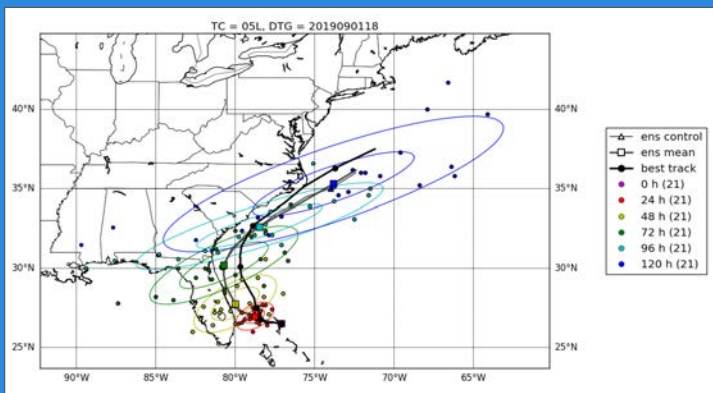 TC = 05L, DTG = 2019090118
40°N
40°N
35°N
35°N
30°N
30°N
25°N
25°N
90°W
85°W
80°W
75°W
70°W
65°W
ens control
ens mean
best track
0 h (21)
24 h (21)
48 h (21)
72 h (21)
96 h (21)
120 h (21)